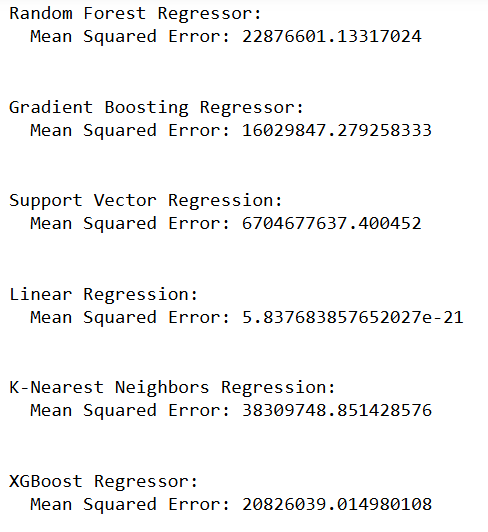 Random Forest Regressor:
Mean Squared Error: 22876601.13317024
Gradient Boosting Regressor:
Mean Squared Error: 16029847.279258333
Support Vector Regression:
Mean Squared Error: 6704677637.400452
Linear Regression:
Mean Squared Error: 5.837683857652027e-21
K-Nearest Neighbors Regression:
Mean Squared Error: 38309748.851428576
XGBoost Regressor:
Mean Squared Error: 20826039.014980108